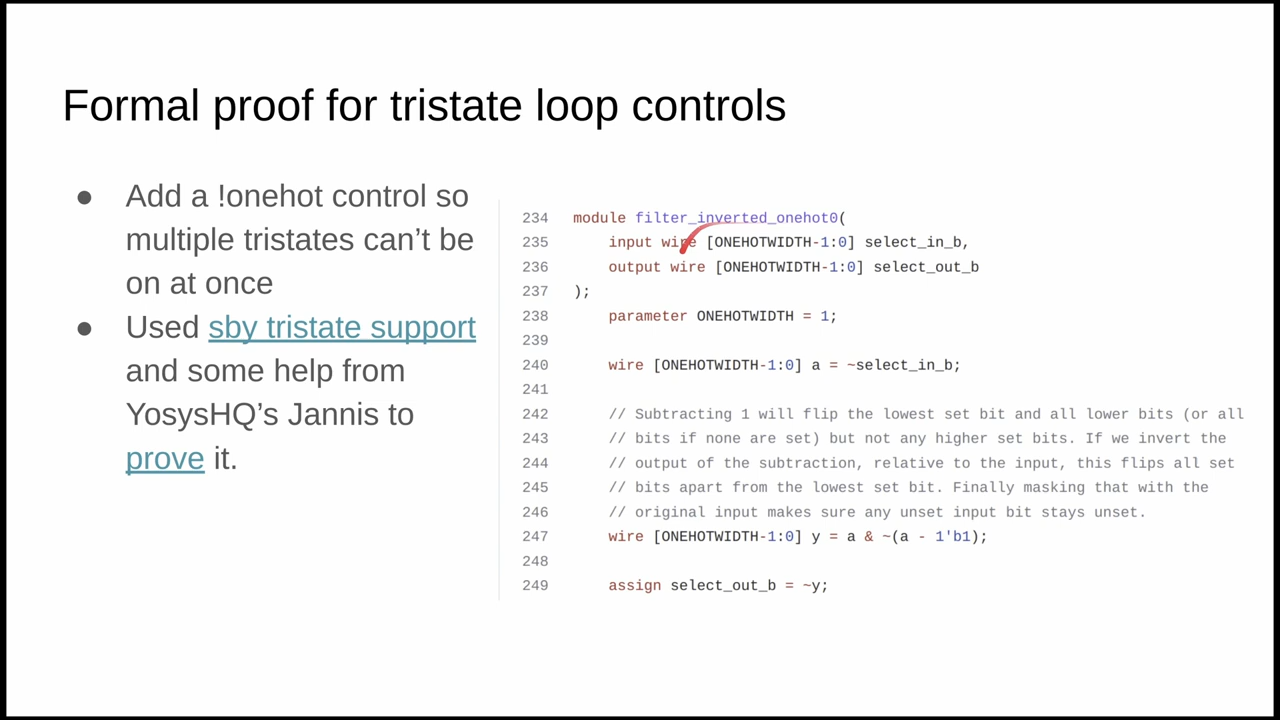 Formal proof for tristate loop controls
● Add a !onehot control so
multiple tristates can’t be
on at once
● Used sby tristate support
and some help from
YosysHQ’s Jannis to
prove it.
234 module filter_inverted_onehot0(
235     input wire [ONEHOTWIDTH-1:0] select_in_b,
236     output wire [ONEHOTWIDTH-1:0] select_out_b
237 );
238     parameter ONEHOTWIDTH = 1;
239
240     wire [ONEHOTWIDTH-1:0] a = ~select_in_b;
241
242     // Subtracting 1 will flip the lowest set bit and all lower bits (or all
243     // bits if none are set) but not any higher set bits. If we invert the
244     // output of the subtraction, relative to the input, this flips all set
245     // bits apart from the lowest set bit. Finally masking that with the
246     // original input makes sure any unset input bit stays unset.
247     wire [ONEHOTWIDTH-1:0] y = a & ~(a - 1'b1);
248
249     assign select_out_b = ~y;